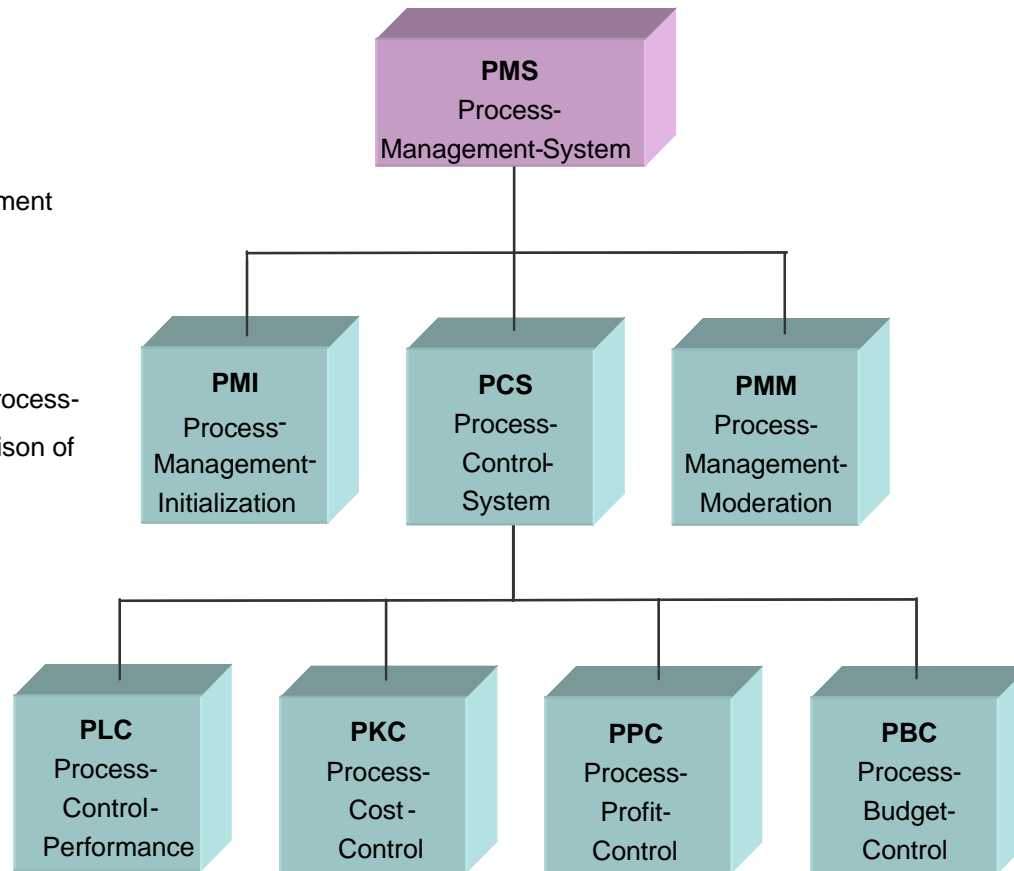 PMS
Process-
Management-System
ment
PMI
Process-
Management-
Initialization
PCS
Process-
Control-
System
PMM
Process-
Management-
Moderation
rocess-
ison of
PLC
Process-
Control-
Performance
PKC
Process-
Cost-
Control
PPC
Process-
Profit-
Control
PBC
Process-
Budget-
Control